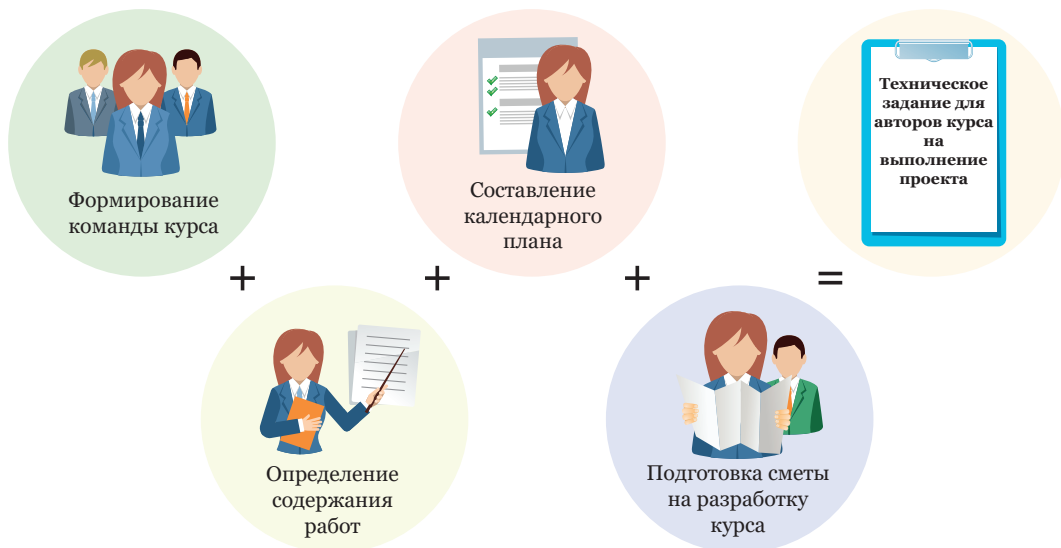 Формирование
команды курса
+
Определение
содержания
работ
+
Составление
календарного
плана
+
Подготовка сметы
на разработку
курса
=
Техническое
задание для
авторов курса
на
выполнение
проекта